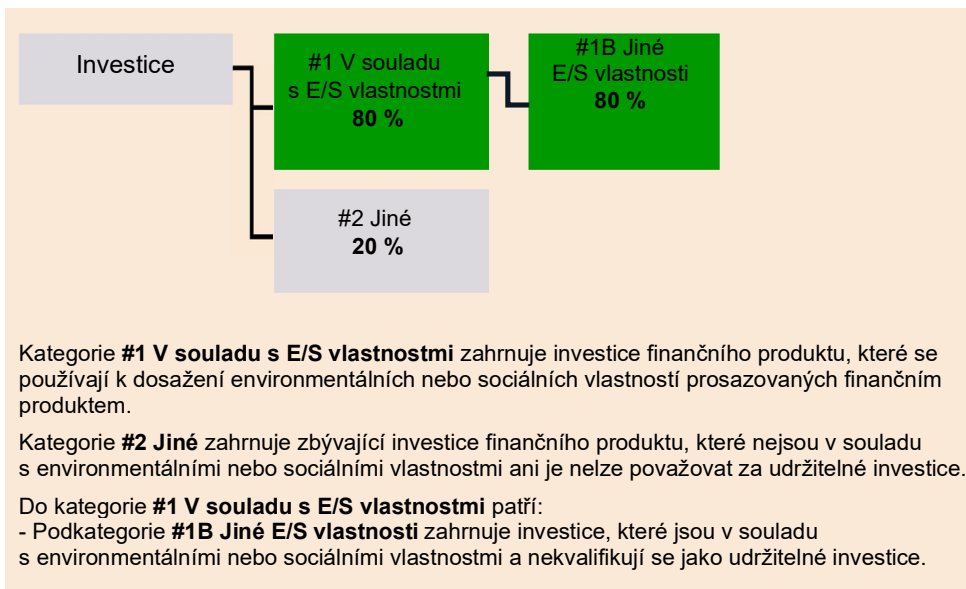 Investice
#1 V souladu
s E/S vlastnostmi
80 %
#1B Jiné
E/S vlastnosti
80 %
#2 Jiné
20 %
Kategorie #1 V souladu s E/S vlastnostmi zahrnuje investice finančního produktu, které se
používají k dosažení environmentálních nebo sociálních vlastností prosazovaných finančním
produktem.
Kategorie #2 Jiné zahrnuje zbývající investice finančního produktu, které nejsou v souladu
s environmentálními nebo sociálními vlastnostmi ani je nelze považovat za udržitelné investice.
Do kategorie #1 V souladu s E/S vlastnostmi patří:
- Podkategorie #1B Jiné E/S vlastnosti zahrnuje investice, které jsou v souladu
s environmentálními nebo sociálními vlastnostmi a nekvalifikují se jako udržitelné investice.